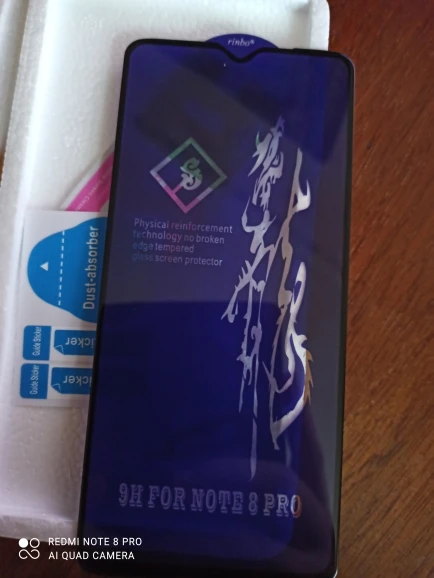 rinbo®
Physical reinforcement
technology no broken
edge tempered
glass screen protector
Dust-absorber
Guide Sticker
Guide Sticker
9H FOR NOTE 8 PRO
REDMI NOTE 8 PRO
AI QUAD CAMERA